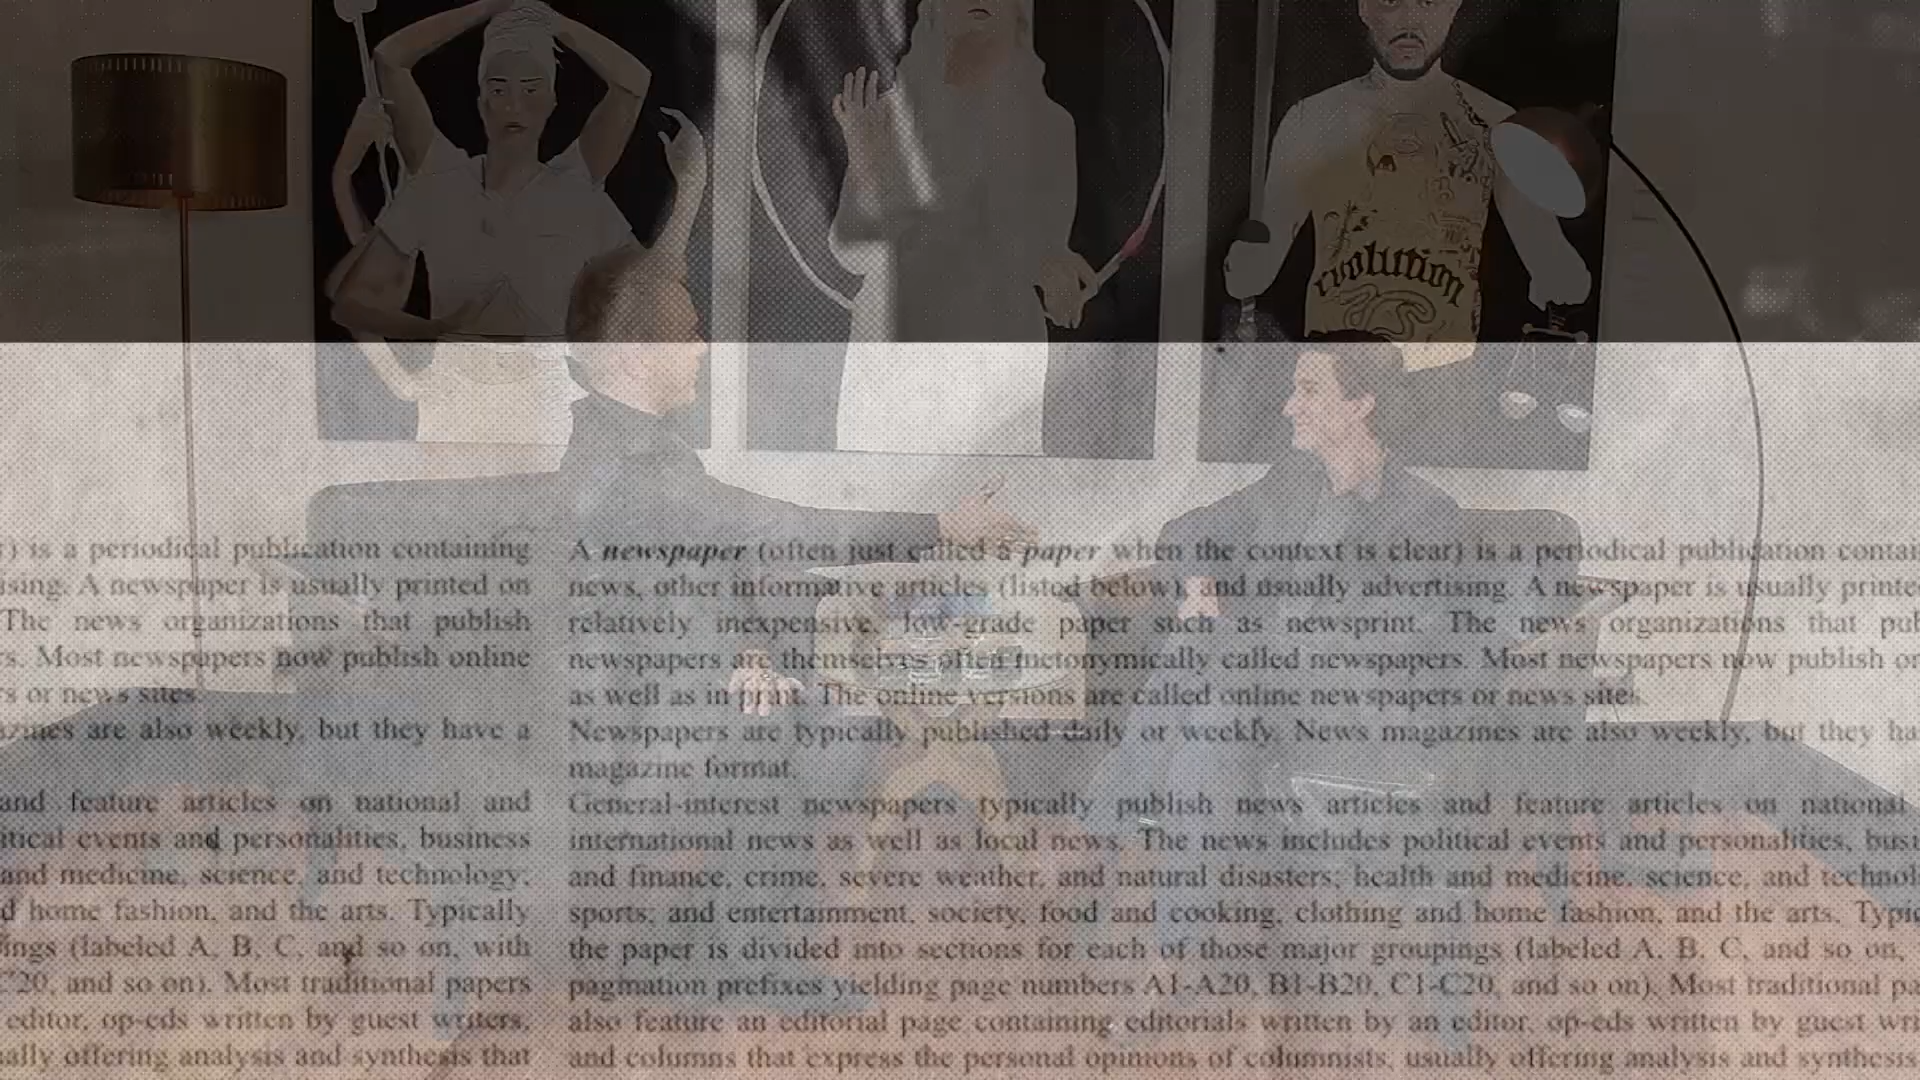 revolution
r) is a periodical publication containing
ising. A newspaper is usually printed on
The news organizations that publish
rs. Most newspapers now publish online
rs or news sites.
azines are also weekly, but they have a
and feature articles on national and
itical events and personalities, business
and medicine, science, and technology;
d home fashion, and the arts. Typically
ings (labeled A, B, C, and so on, with
C20, and so on). Most traditional papers
editor, op-eds written by guest writers,
ally offering analysis and synthesis that
A newspaper (often just called a paper when the context is clear) is a periodical publication contai
news, other informative articles (listed below), and usually advertising. A newspaper is usually printe
relatively inexpensive, low-grade paper such as newsprint. The news organizations that pub
newspapers are themselves often metonymically called newspapers. Most newspapers now publish on
as well as in print. The online versions are called online newspapers or news sites.
Newspapers are typically published daily or weekly. News magazines are also weekly, but they ha
magazine format.
General-interest newspapers typically publish news articles and feature articles on national
international news as well as local news. The news includes political events and personalities, busi
and finance, crime, severe weather, and natural disasters; health and medicine, science, and technol
sports; and entertainment, society, food and cooking, clothing and home fashion, and the arts. Typic
the paper is divided into sections for each of those major groupings (labeled A, B, C, and so on,
pagination prefixes yielding page numbers A1-A20, B1-B20, C1-C20, and so on). Most traditional pa
also feature an editorial page containing editorials written by an editor, op-eds written by guest wri
and columns that express the personal opinions of columnists, usually offering analysis and synthesis